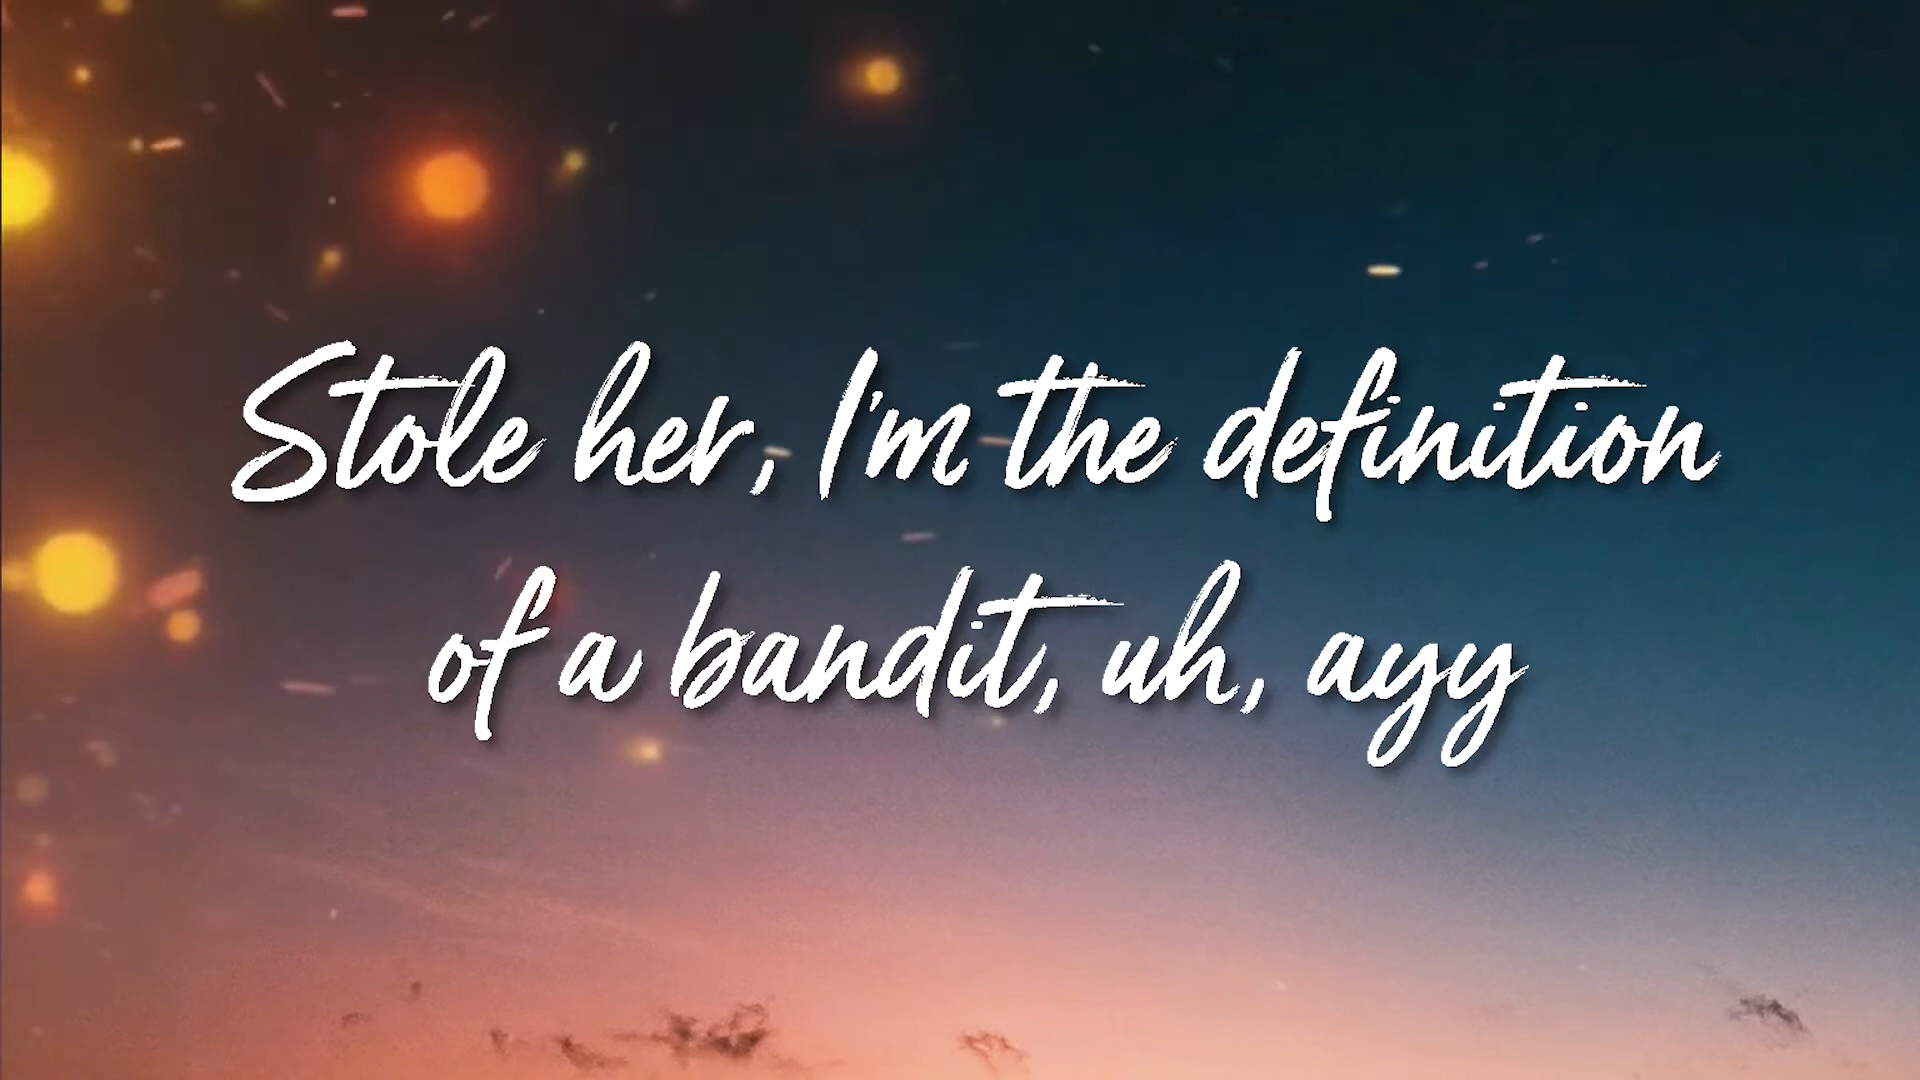 Stole her, I'm the definition
of a bandit, uh, ayy